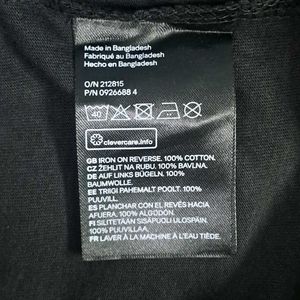 Made in Bangladesh
Fabriqué au Bangladesh
Hecho en Bangladesh
O/N 212815
P/N 0926688 4
40
clevercare.info
GB IRON ON REVERSE. 100% COTTON.
CZ ŽEHLIT NA RUBU. 100% BAVLNA.
DE AUF LINKS BÜGELN. 100%
BAUMWOLLE.
EE TRIIGI PAHEMALT POOLT. 100%
PUUVILL.
ES PLANCHAR CON EL REVÉS HACIA
AFUERA. 100% ALGODÓN.
FI SILITETÄÄN SISÄPUOLI ULOSPÄIN.
100% PUUVILLAA.
FR LAVER À LA MACHINE À L'EAU TIÈDE.